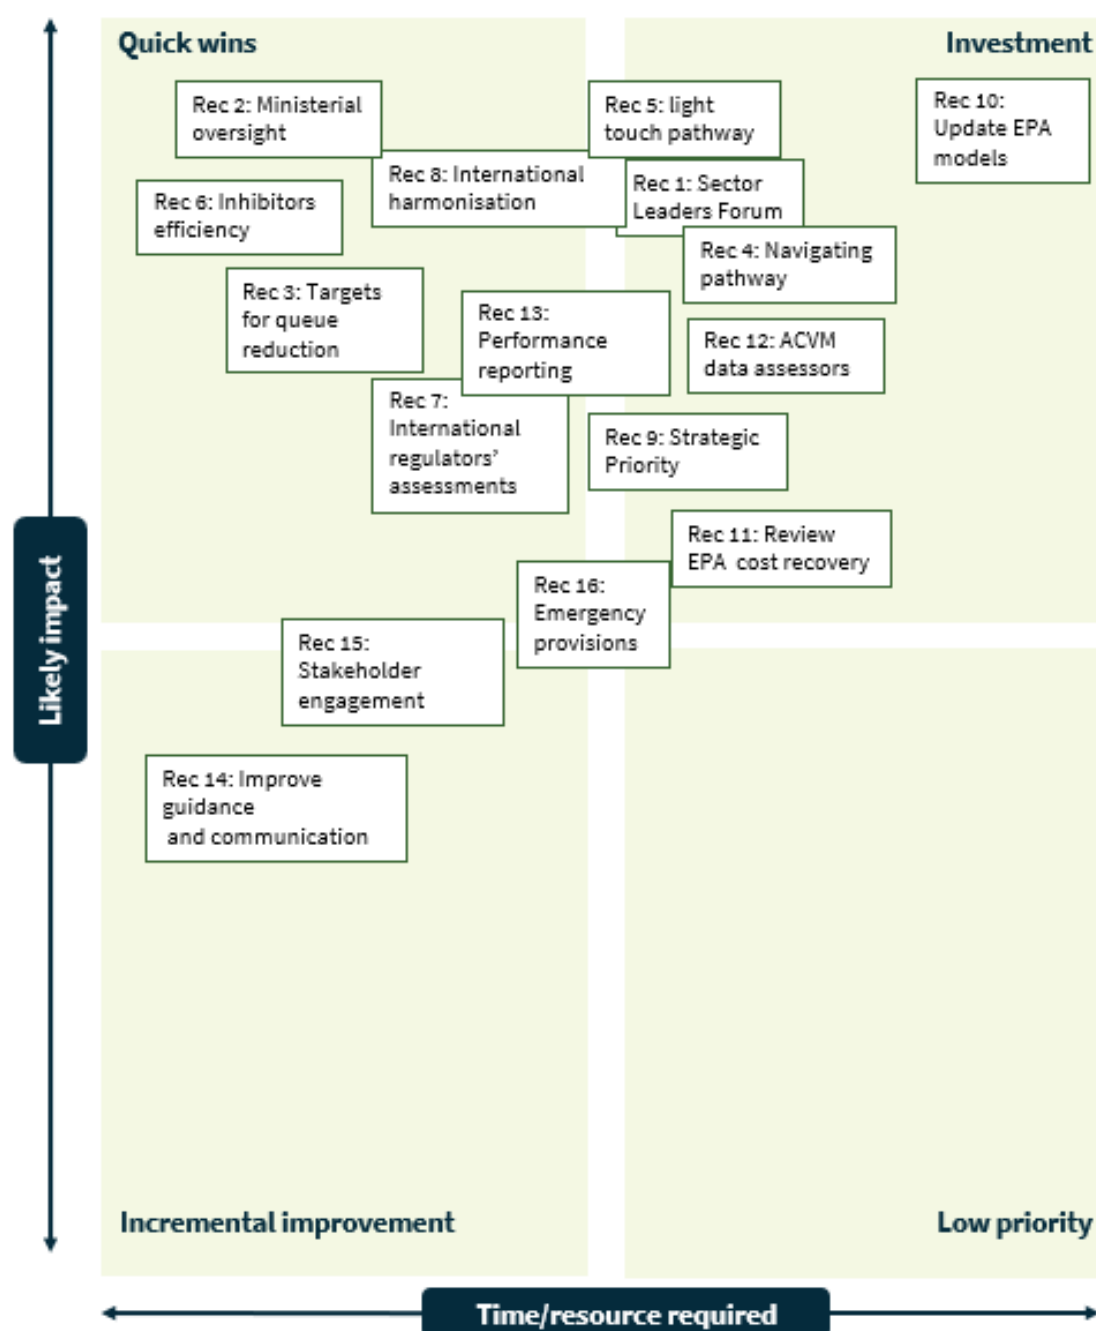 Quick wins
Investment
Rec 2: Ministerial
oversight
Rec 5: light
touch pathway
Rec 10:
Update EPA
models
Rec 8: International
harmonisation
Rec 1: Sector
Leaders Forum
Rec 6: Inhibitors
efficiency
Rec 4: Navigating
pathway
Rec 3: Targets
for queue
reduction
Rec 13:
Performance
reporting
Rec 12: ACVM
data assessors
Rec 7:
International
regulators’
assessments
Rec 9: Strategic
Priority
Rec 11: Review
EPA cost recovery
Rec 16:
Emergency
provisions
Rec 15:
Stakeholder
engagement
Likely impact
Rec 14: Improve
guidance
and communication
Incremental improvement
Low priority
Time/resource required